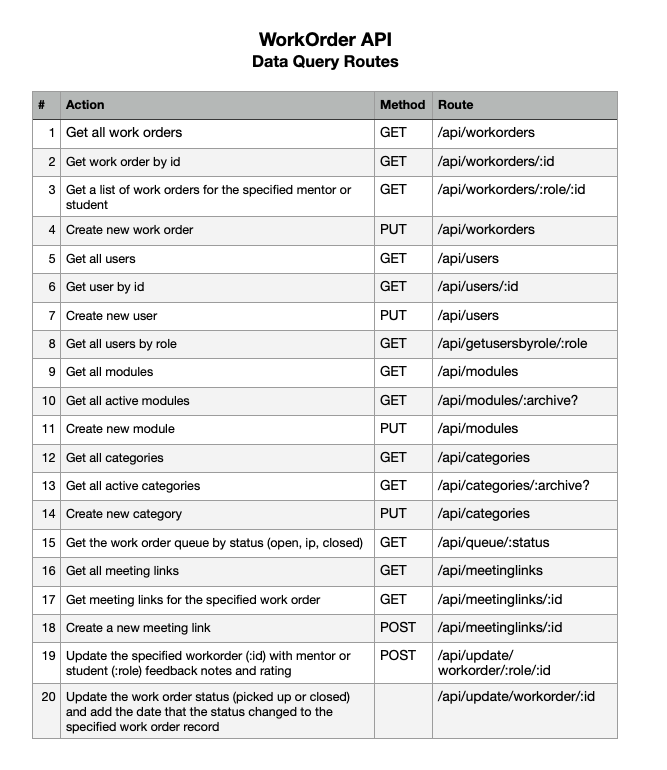 WorkOrder API
Data Query Routes
# Action Method Route
1 Get all work orders GET /api/workorders
2 Get work order by id GET /api/workorders/:id
3 Get a list of work orders for the specified mentor or GET /api/workorders/:role/:id
student
4 Create new work order PUT /api/workorders
5 Get all users GET /api/users
6 Get user by id GET /api/users/:id
7 Create new user PUT /api/users
8 Get all users by role GET /api/getusersbyrole/:role
9 Get all modules GET /api/modules
10 Get all active modules GET /api/modules/:archive?
11 Create new module PUT /api/modules
12 Get all categories GET /api/categories
13 Get all active categories GET /api/categories/:archive?
14 Create new category PUT /api/categories
15 Get the work order queue by status (open, ip, closed) GET /api/queue/:status
16 Get all meeting links GET /api/meetinglinks
17 Get meeting links for the specified work order GET /api/meetinglinks/:id
18 Create a new meeting link POST /api/meetinglinks/:id
19 Update the specified workorder (:id) with mentor or POST /api/update/
student (:role) feedback notes and rating workorder/:role/:id
20 Update the work order status (picked up or closed) /api/update/workorder/:id
and add the date that the status changed to the
specified work order record